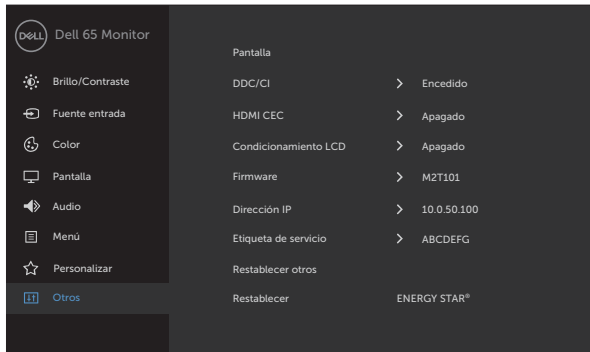 DELL Dell 65 Monitor
Brillo/Contraste
Fuente entrada
Color
Pantalla
Audio
Menú
Personalizar
Otros
Pantalla
DDC/CI > Encedido
HDMI CEC > Apagado
Condicionamiento LCD > Apagado
Firmware > M2T101
Dirección IP > 10.0.50.100
Etiqueta de servicio > ABCDEFG
Restablecer otros
Restablecer ENERGY STAR®